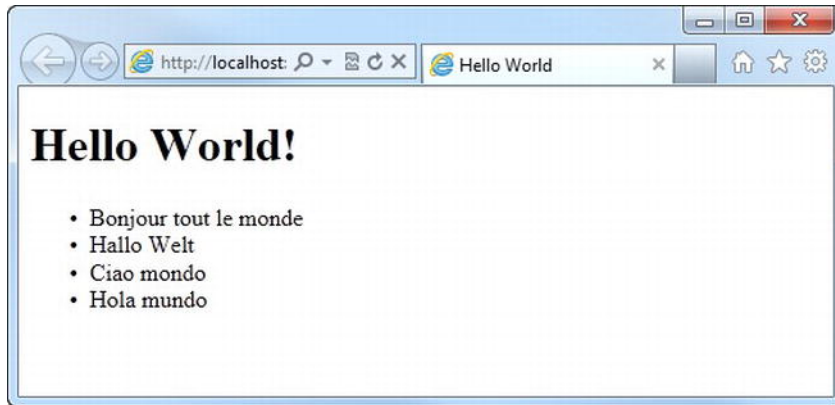 http://localhost:
Hello World
Hello World!
• Bonjour tout le monde
• Hallo Welt
• Ciao mondo
• Hola mundo